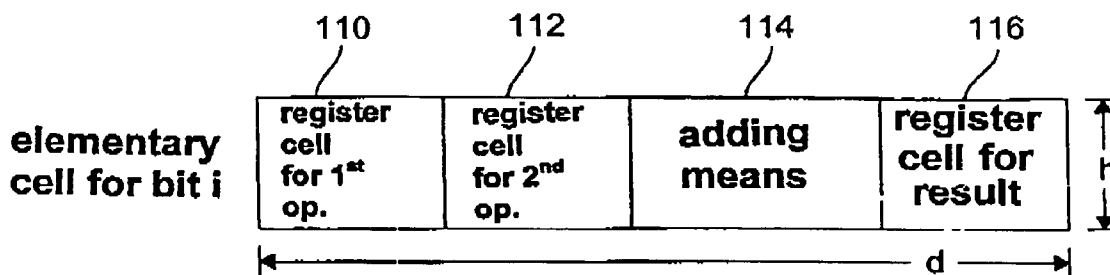 110 112 114 116
elementary
cell for bit i
register
cell
for 1st
op.
register
cell
for 2nd
op.
adding
means
register
cell for
result
h
d